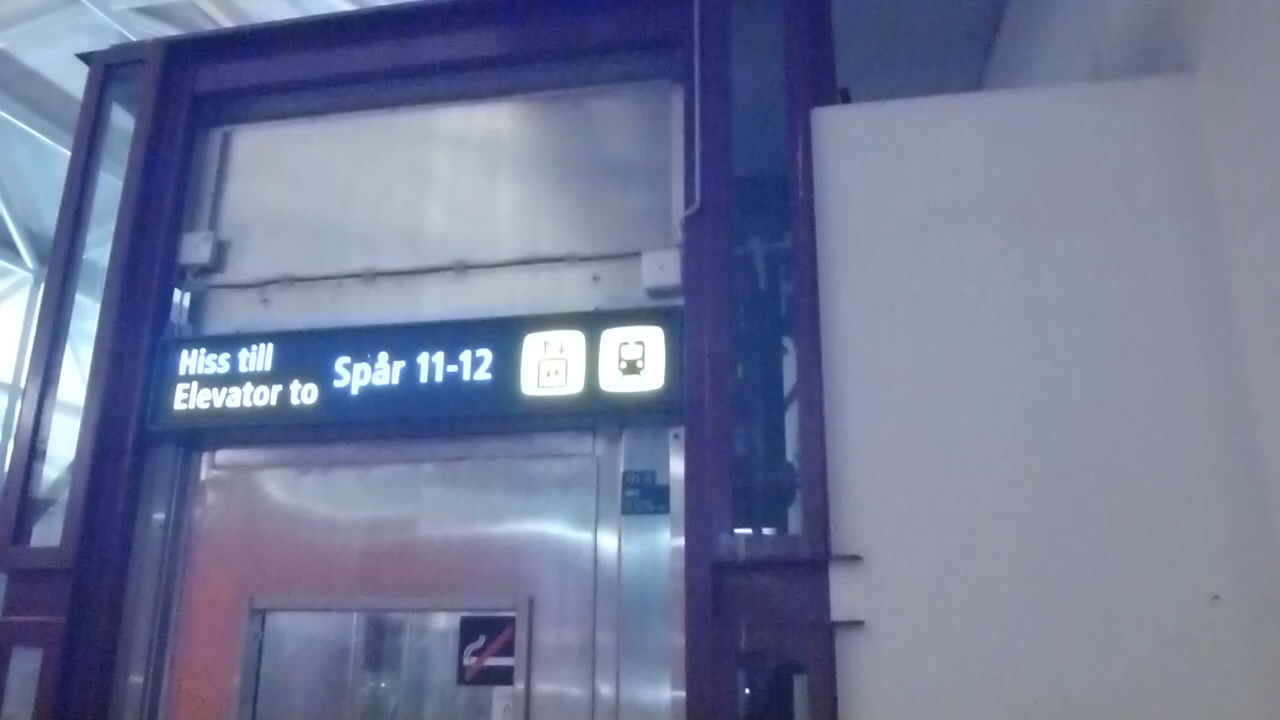 Hiss till
Elevator to
Spår 11-12